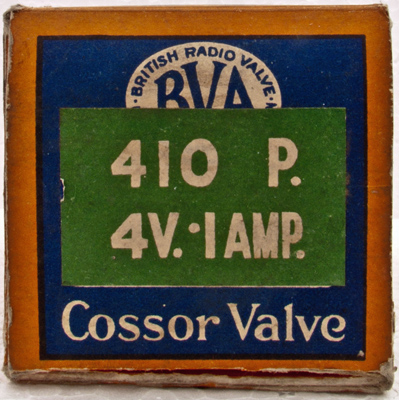 · BRITISH RADIO VALVE ·
BVA
410 P.
4V. ·1 AMP.
Cossor Valve